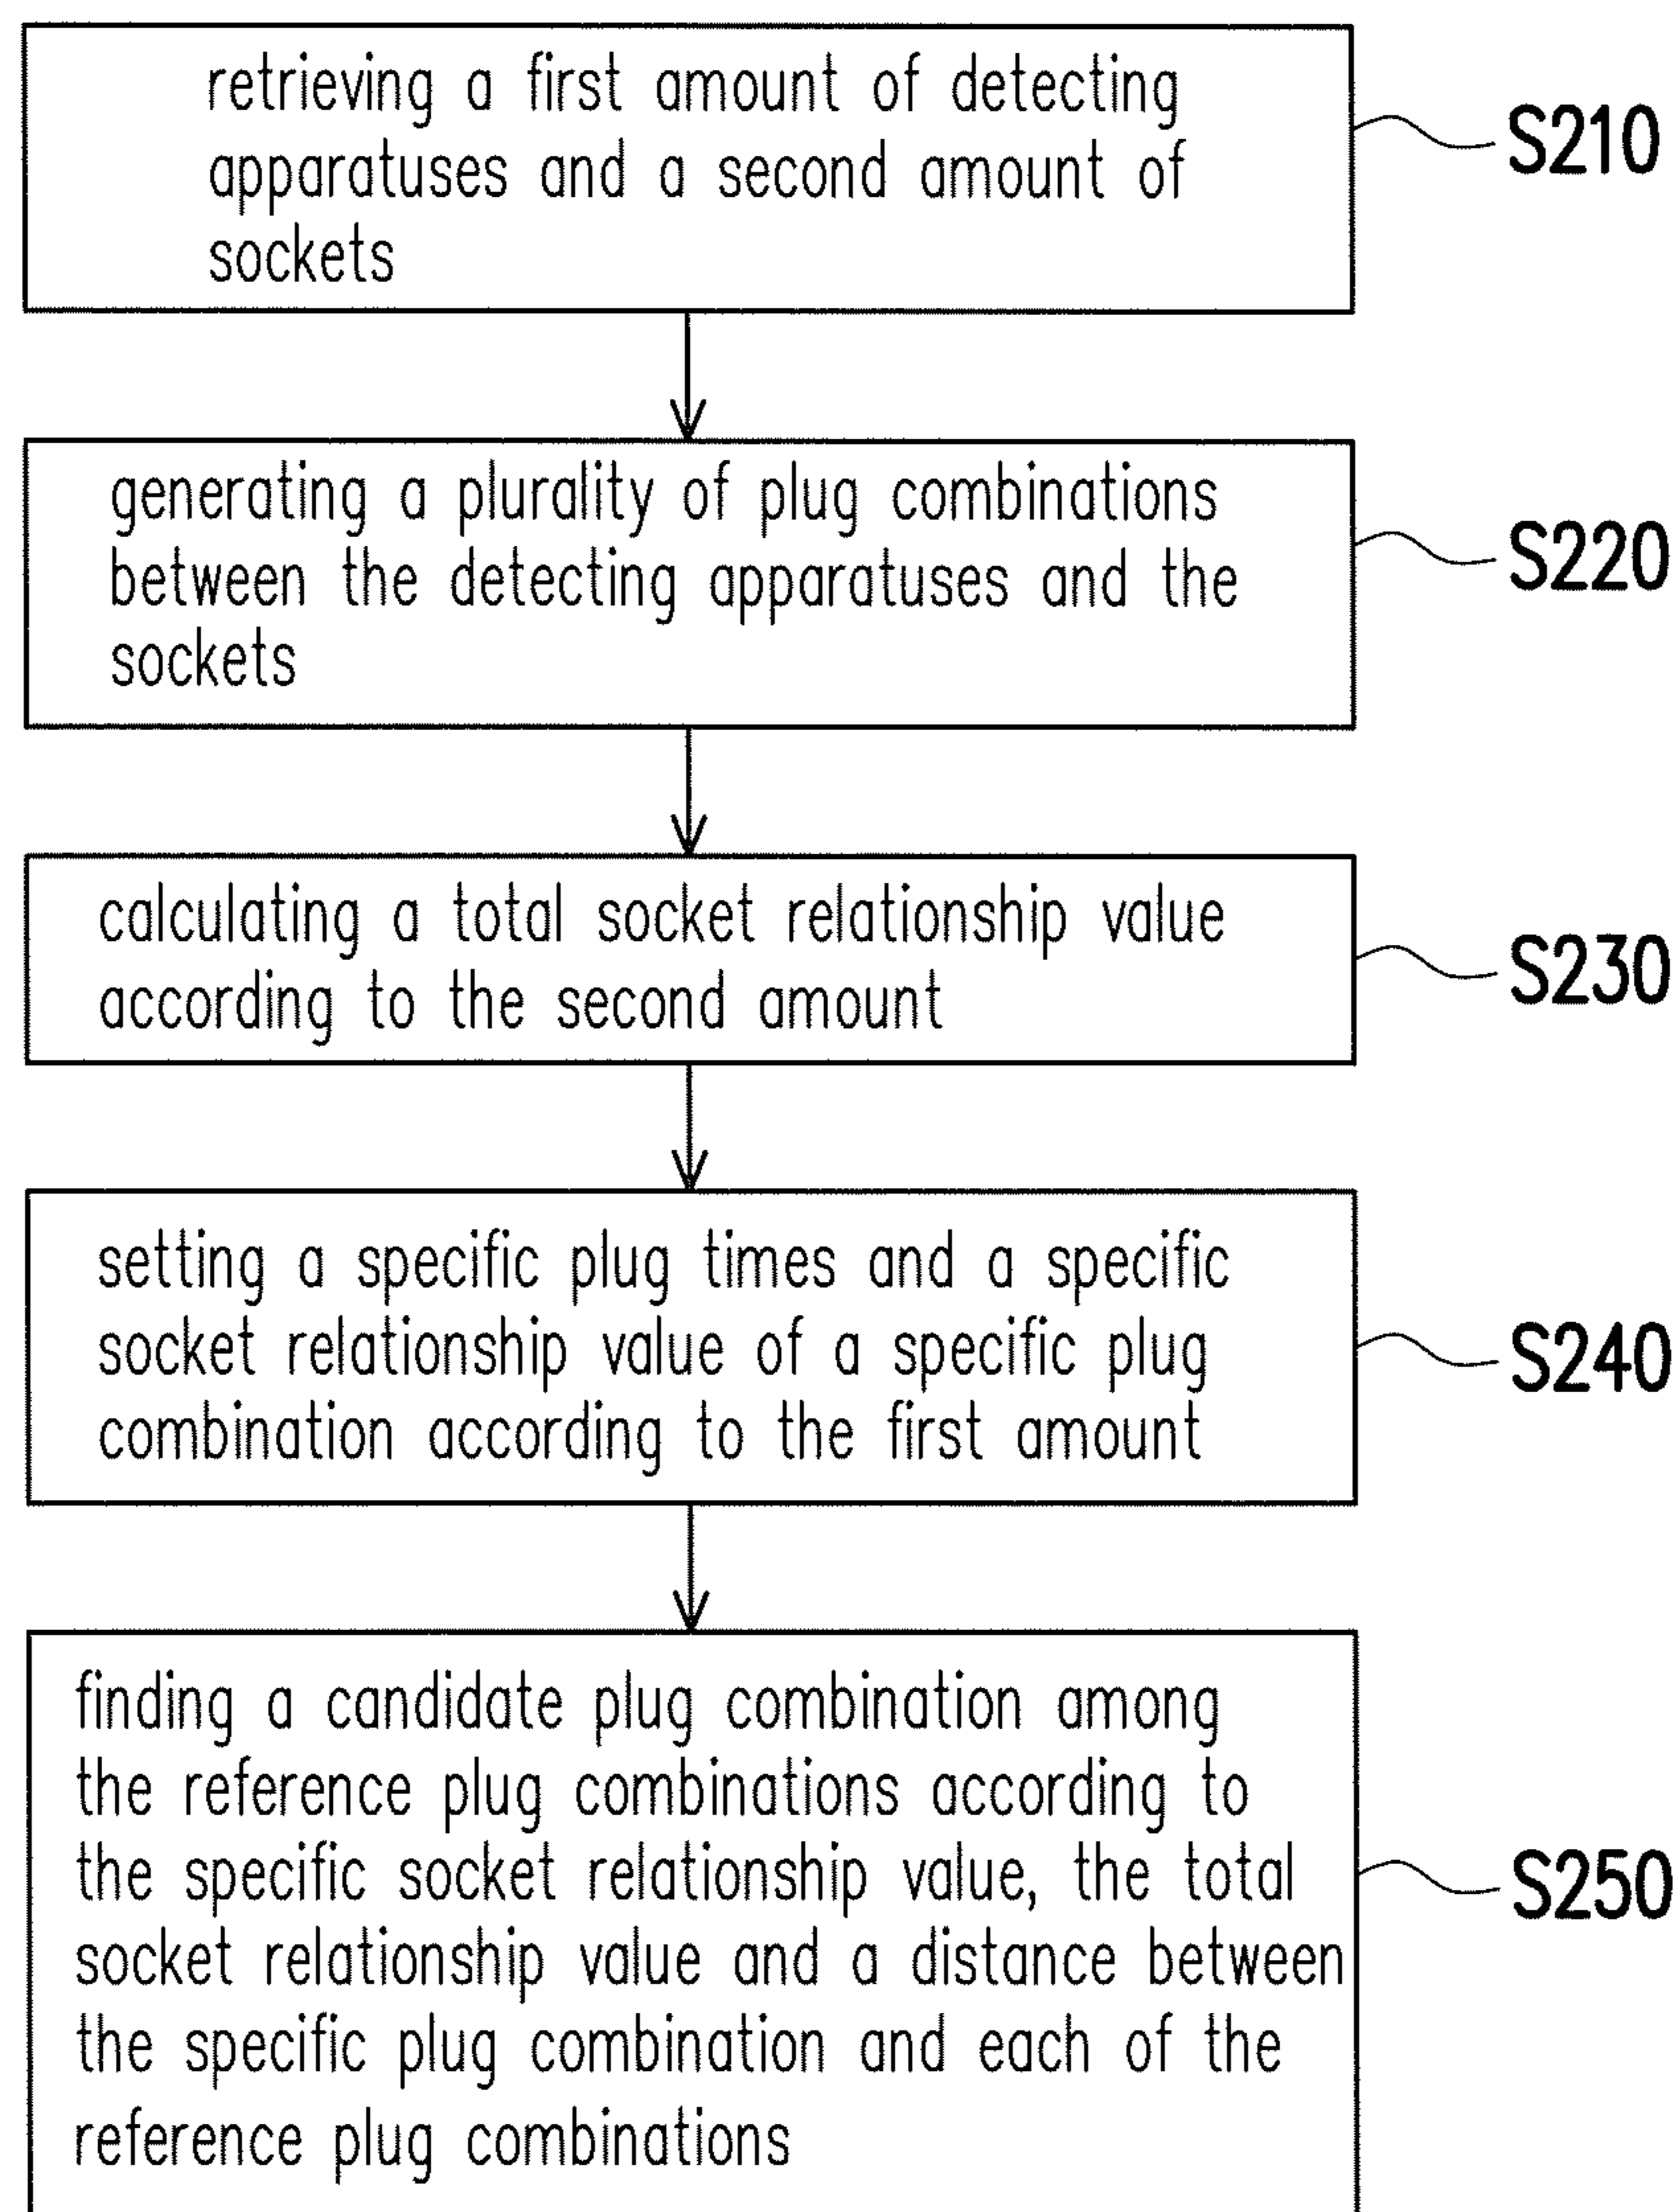 retrieving a first amount of detecting
apparatuses and a second amount of
sockets
S210
generating a plurality of plug combinations
between the detecting apparatuses and the
sockets
S220
calculating a total socket relationship value
according to the second amount
S230
setting a specific plug times and a specific
socket relationship value of a specific plug
combination according to the first amount
S240
finding a candidate plug combination among
the reference plug combinations according to
the specific socket relationship value, the total
socket relationship value and a distance between
the specific plug combination and each of the
reference plug combinations
S250